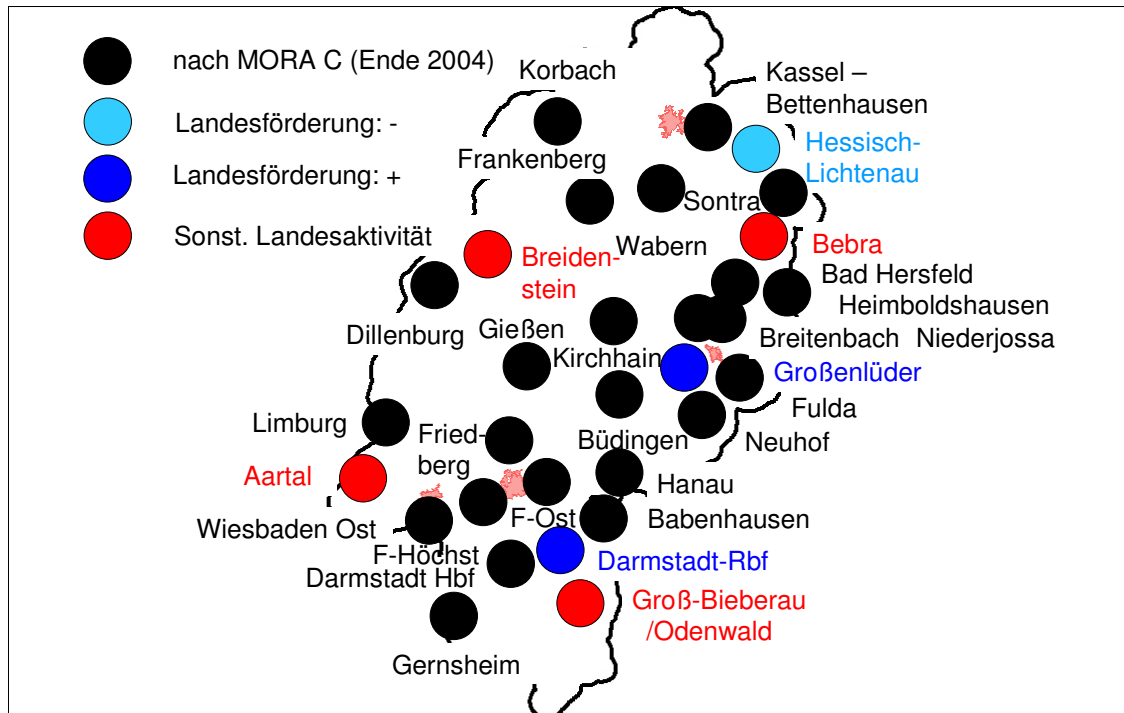 nach MORA C (Ende 2004)
Landesförderung: -
Landesförderung: +
Sonst. Landesaktivität
Korbach
Kassel –
Bettenhausen
Hessisch-
Lichtenau
Frankenberg
Sontra
Wabern
Bebra
Breiden-
stein
Bad Hersfeld
Heimboldshausen
Dillenburg
Gießen
Breitenbach
Niederjossa
Kirchhain
Großenlüder
Fulda
Limburg
Fried-
berg
Büdingen
Neuhof
Aartal
Hanau
Wiesbaden Ost
F-Ost
Babenhausen
F-Höchst
Darmstadt Hbf
Darmstadt-Rbf
Groß-Bieberau
/Odenwald
Gernsheim